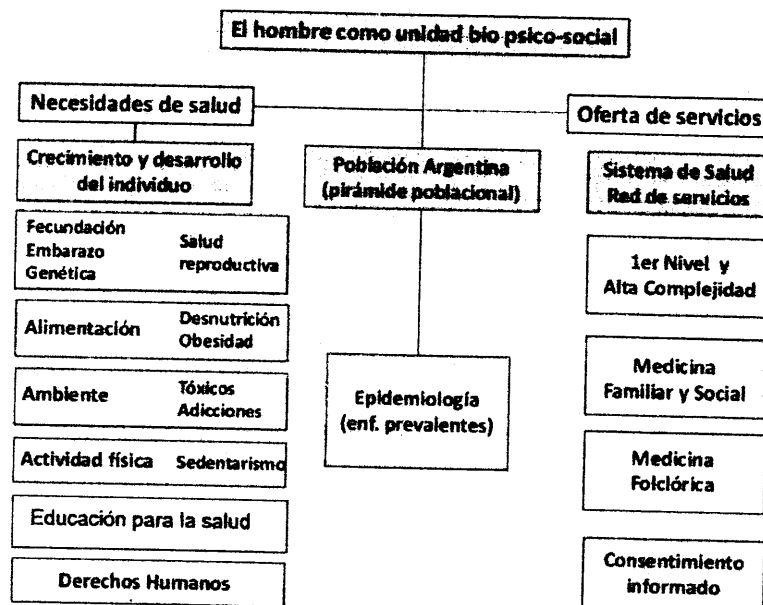 El hombre como unidad bio psico-social
Necesidades de salud
Oferta de servicios
Crecimiento y desarrollo
del individuo
Población Argentina
(pirámide poblacional)
Sistema de Salud
Red de servicios
Fecundación
Embarazo
Genética
Salud
reproductiva
1er Nivel y
Alta Complejidad
Alimentación
Desnutrición
Obesidad
Ambiente
Tóxicos
Adicciones
Epidemiología
(enf. prevalentes)
Medicina
Familiar y Social
Actividad física
Sedentarismo
Medicina
Folclórica
Educación para la salud
Derechos Humanos
Consentimiento
informado